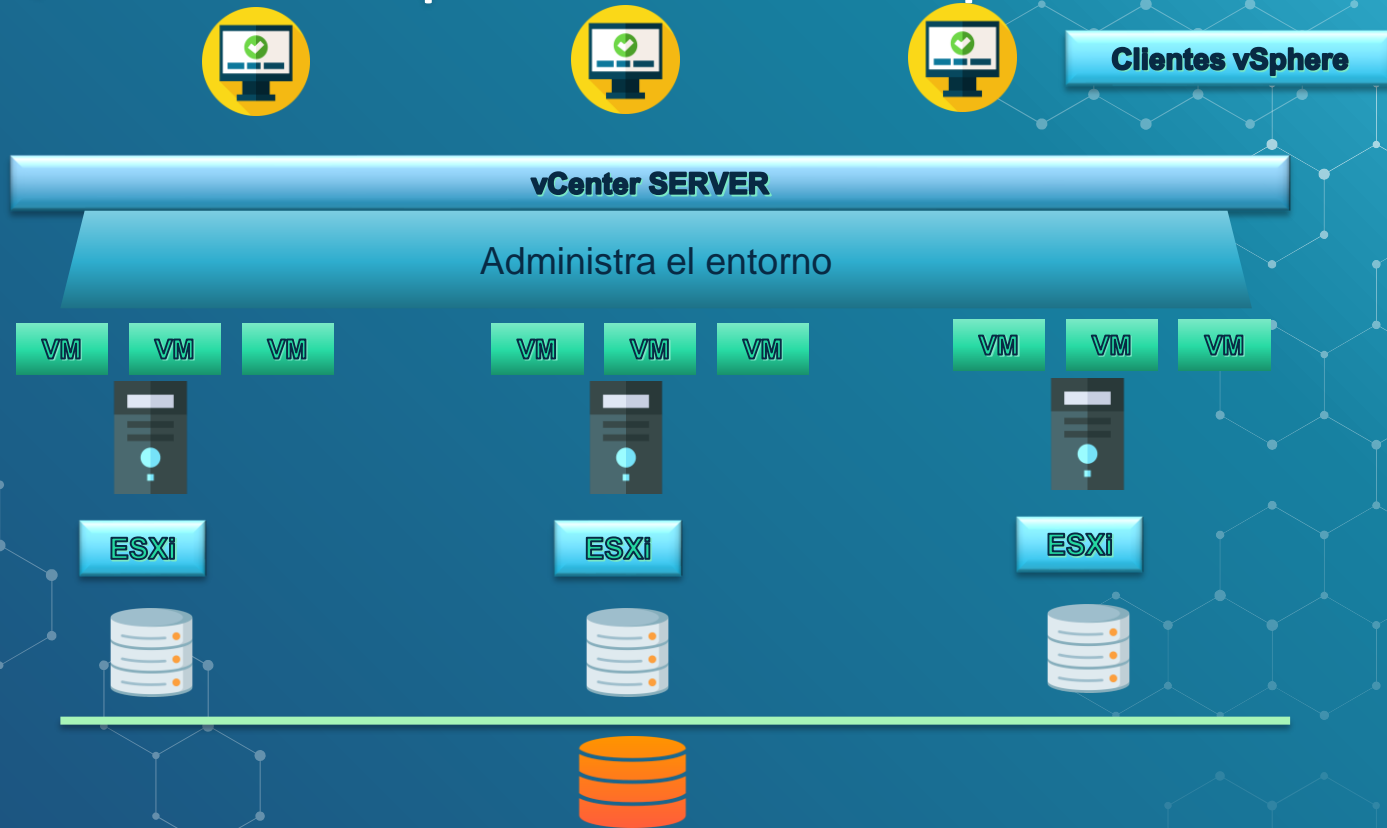 Clientes vSphere
vCenter SERVER
Administra el entorno
VM VM VM VM VM VM VM VM VM
ESXi ESXi ESXi